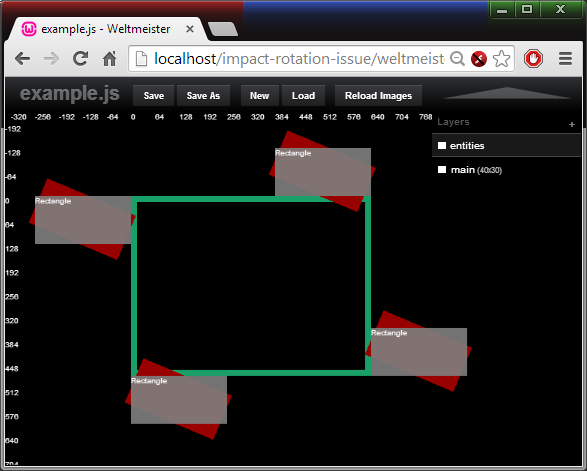 example.js - Weltmeister
localhost/impact-rotation-issue/weltmeiste
example.js Save Save As New Load Reload Images
-320 -256 -192 -128 -64 0 64 128 192 256 320 384 448 512 576 640 704 768
Layers +
entities
main (40x30)
-192
-128
-64
0
64
128
192
256
320
384
448
512
576
640
704
Rectangle
Rectangle
Rectangle
Rectangle